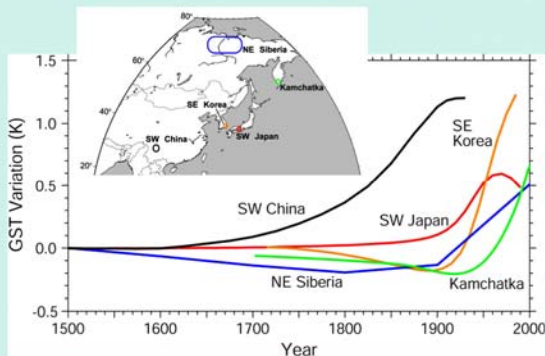 80°
60°
40°
20°
NE Siberia
Kamchatka
SE Korea
SW China
SW Japan
1.5
1.0
0.5
0.0
-0.5
GST Variation (K)
SW China
SE
Korea
SW Japan
NE Siberia
Kamchatka
1500
1600
1700
1800
1900
2000
Year